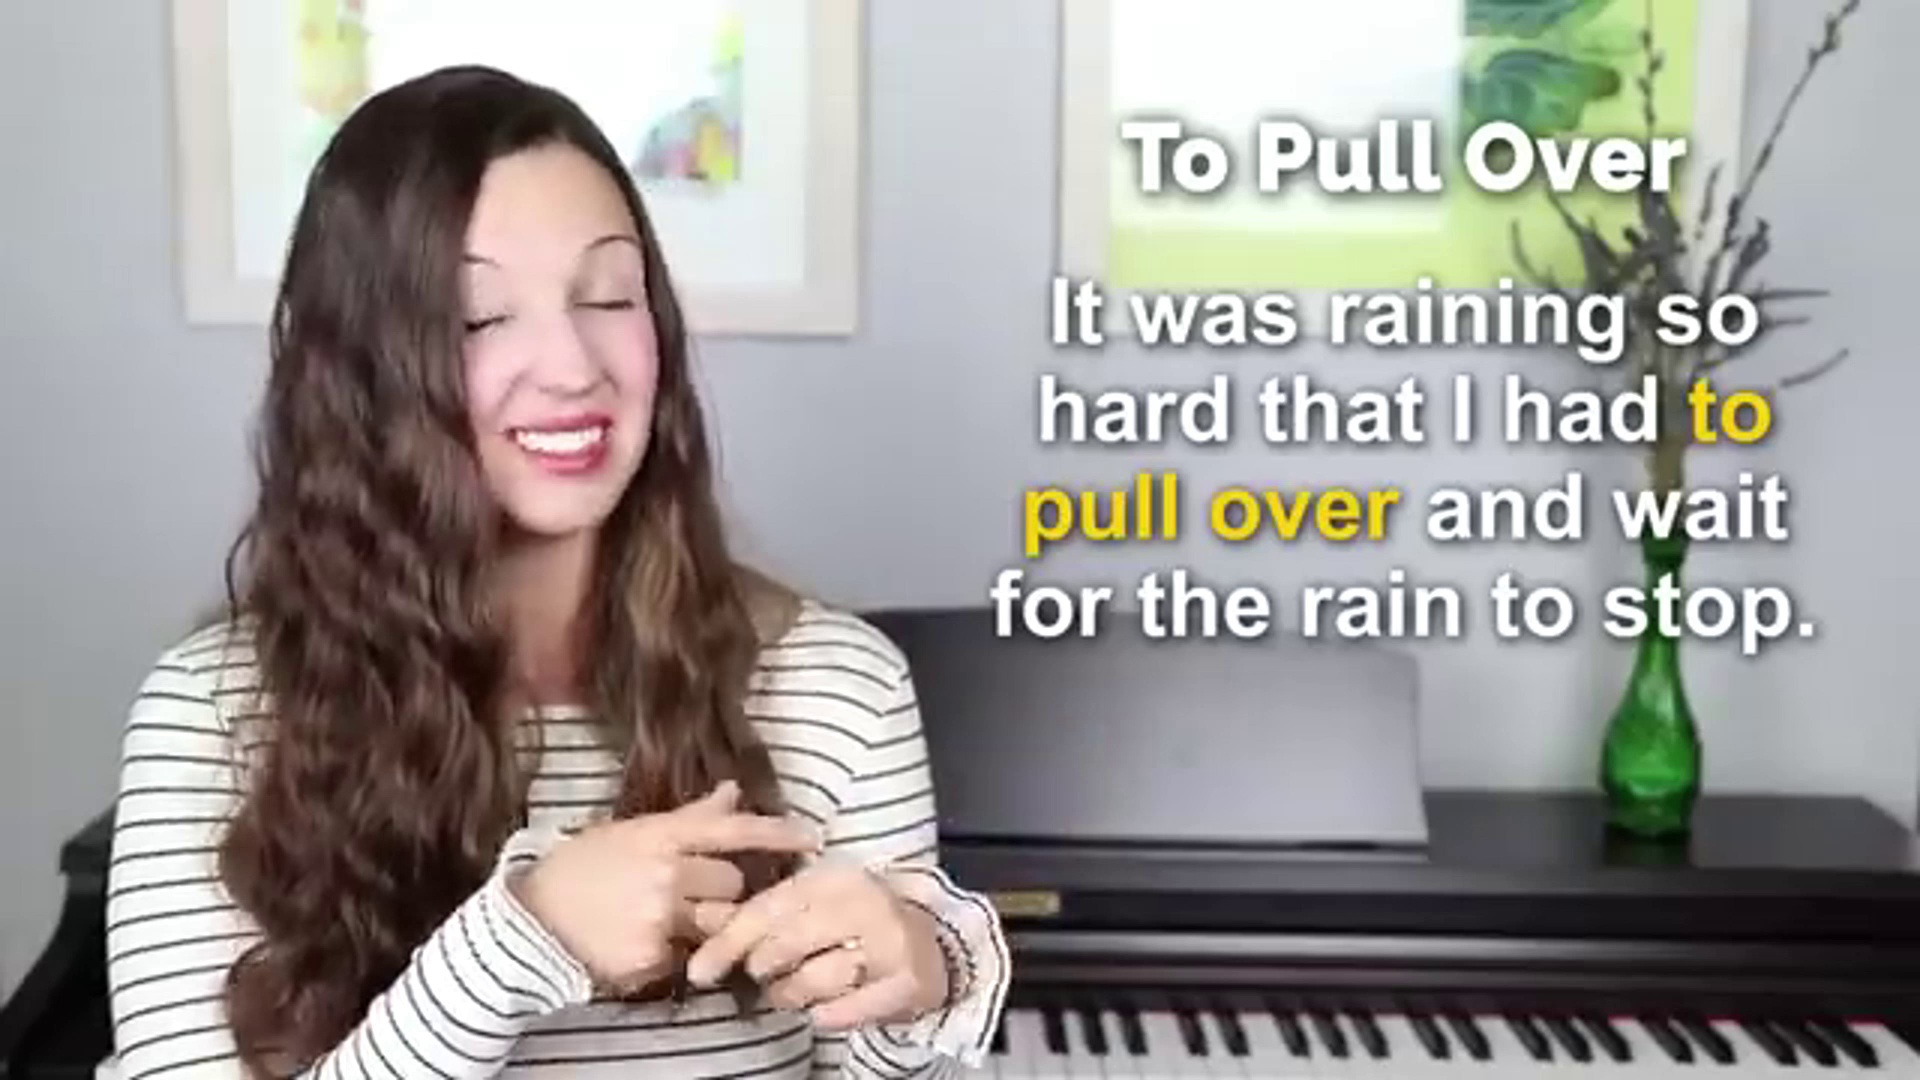 To Pull Over
It was raining so
hard that I had to
pull over and wait
for the rain to stop.